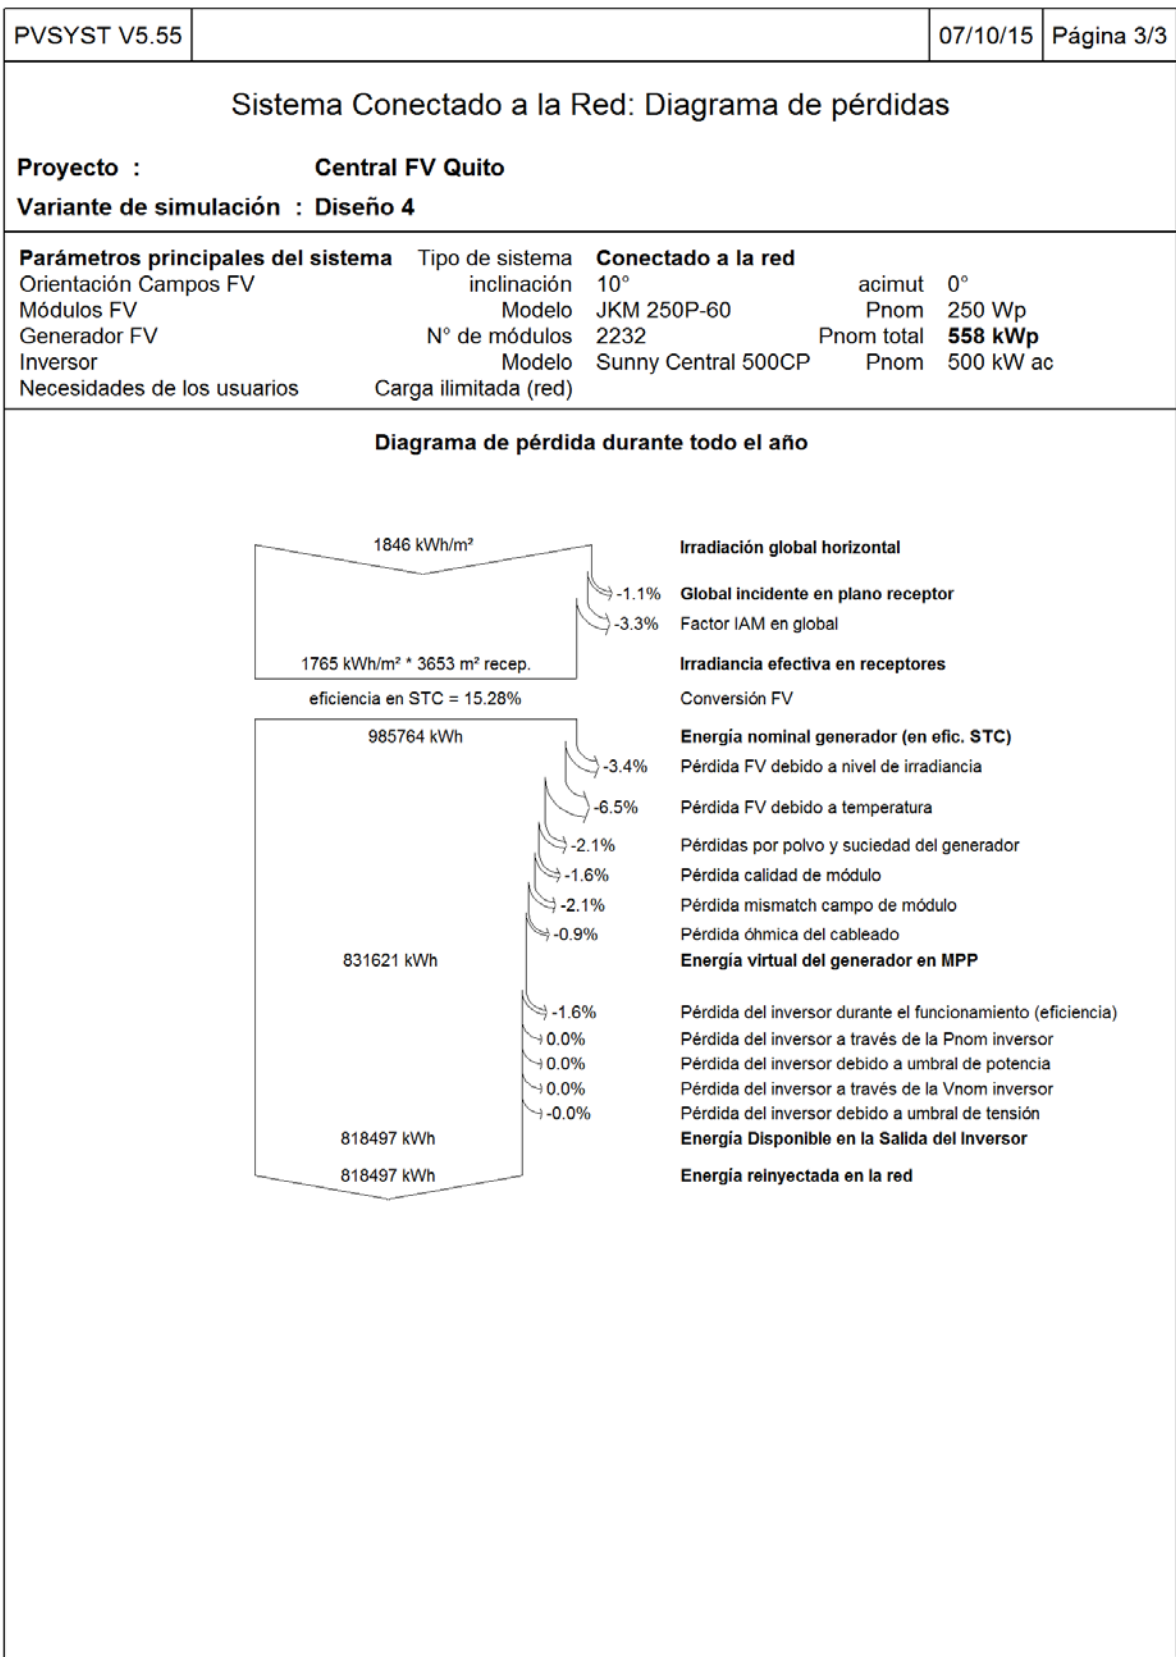 PVSYST V5.55 07/10/15 Página 3/3
Sistema Conectado a la Red: Diagrama de pérdidas
Proyecto : Central FV Quito
Variante de simulación : Diseño 4
Parámetros principales del sistema Tipo de sistema Conectado a la red
Orientación Campos FV inclinación 10° acimut 0°
Módulos FV Modelo JKM 250P-60 Pnom 250 Wp
Generador FV N° de módulos 2232 Pnom total 558 kWp
Inversor Modelo Sunny Central 500CP Pnom 500 kW ac
Necesidades de los usuarios Carga ilimitada (red)
Diagrama de pérdida durante todo el año
1846 kWh/m² Irradiación global horizontal
-1.1% Global incidente en plano receptor
-3.3% Factor IAM en global
1765 kWh/m² * 3653 m² recep. Irradiancia efectiva en receptores
eficiencia en STC = 15.28% Conversión FV
985764 kWh Energía nominal generador (en efic. STC)
-3.4% Pérdida FV debido a nivel de irradiancia
-6.5% Pérdida FV debido a temperatura
-2.1% Pérdidas por polvo y suciedad del generador
-1.6% Pérdida calidad de módulo
-2.1% Pérdida mismatch campo de módulo
-0.9% Pérdida óhmica del cableado
831621 kWh Energía virtual del generador en MPP
-1.6% Pérdida del inversor durante el funcionamiento (eficiencia)
0.0% Pérdida del inversor a través de la Pnom inversor
0.0% Pérdida del inversor debido a umbral de potencia
0.0% Pérdida del inversor a través de la Vnom inversor
-0.0% Pérdida del inversor debido a umbral de tensión
818497 kWh Energía Disponible en la Salida del Inversor
818497 kWh Energía reinyectada en la red